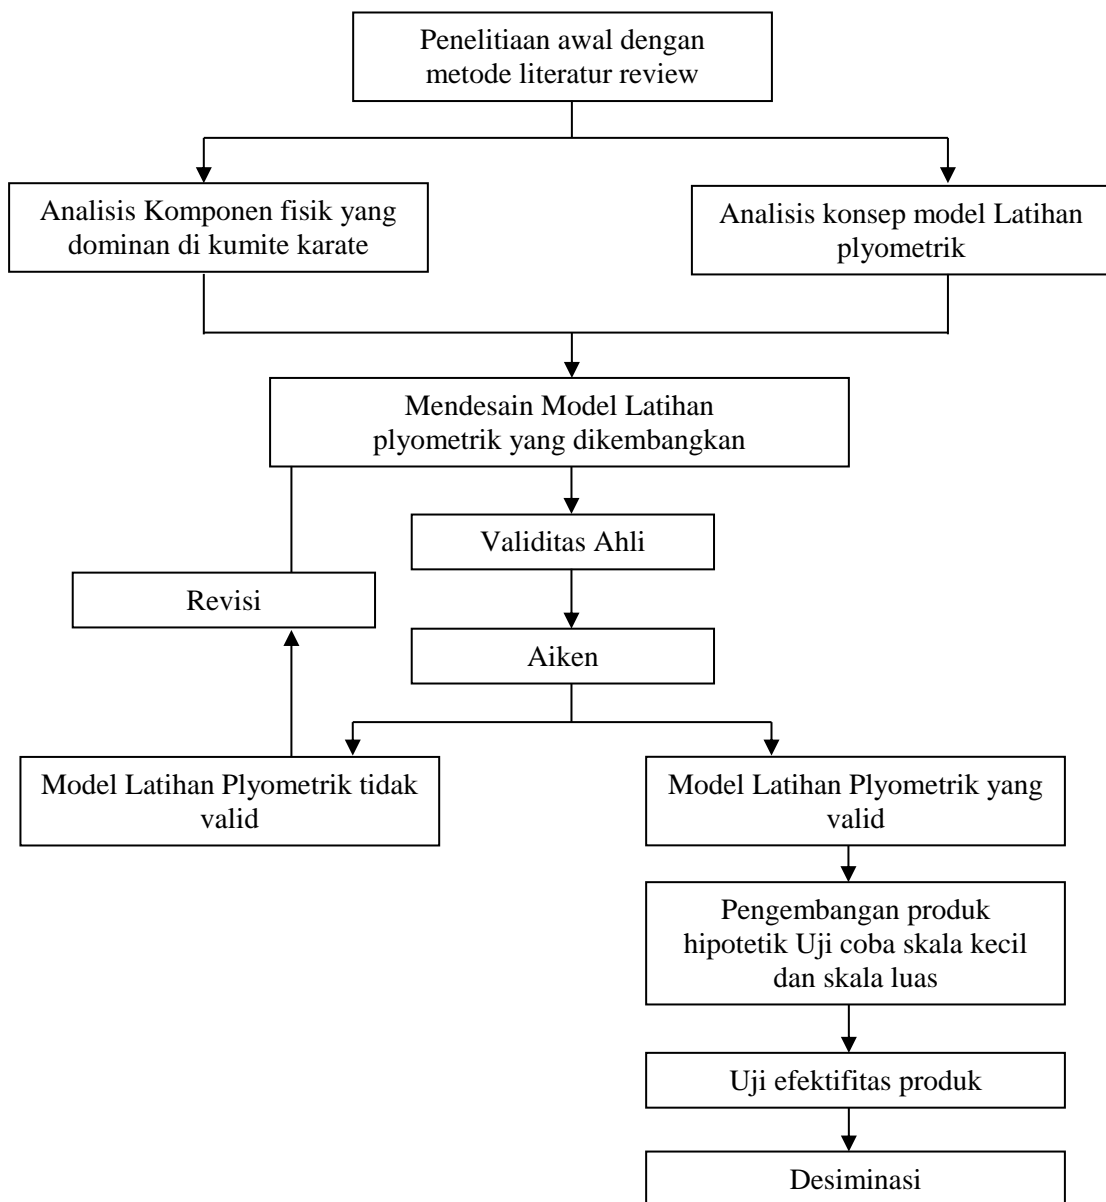 Penelitiaan awal dengan
metode literatur review
Analisis Komponen fisik yang
dominan di kumite karate
Analisis konsep model Latihan
plyometrik
Mendesain Model Latihan
plyometrik yang dikembangkan
Validitas Ahli
Revisi
Aiken
Model Latihan Plyometrik tidak
valid
Model Latihan Plyometrik yang
valid
Pengembangan produk
hipotetik Uji coba skala kecil
dan skala luas
Uji efektifitas produk
Desiminasi